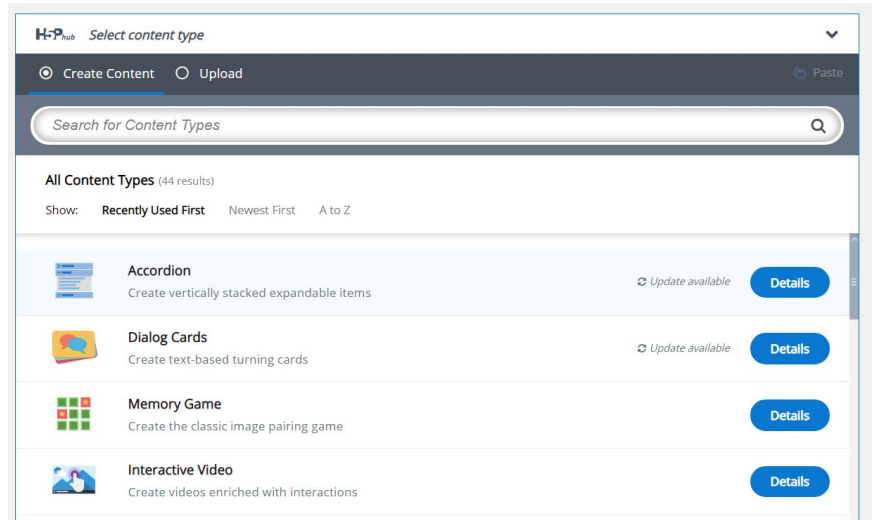 H5P hub Select content type
Create Content Upload Paste
Search for Content Types
All Content Types (44 results)
Show: Recently Used First Newest First A to Z
Accordion
Create vertically stacked expandable items
Update available Details
Dialog Cards
Create text-based turning cards
Update available Details
Memory Game
Create the classic image pairing game
Details
Interactive Video
Create videos enriched with interactions
Details